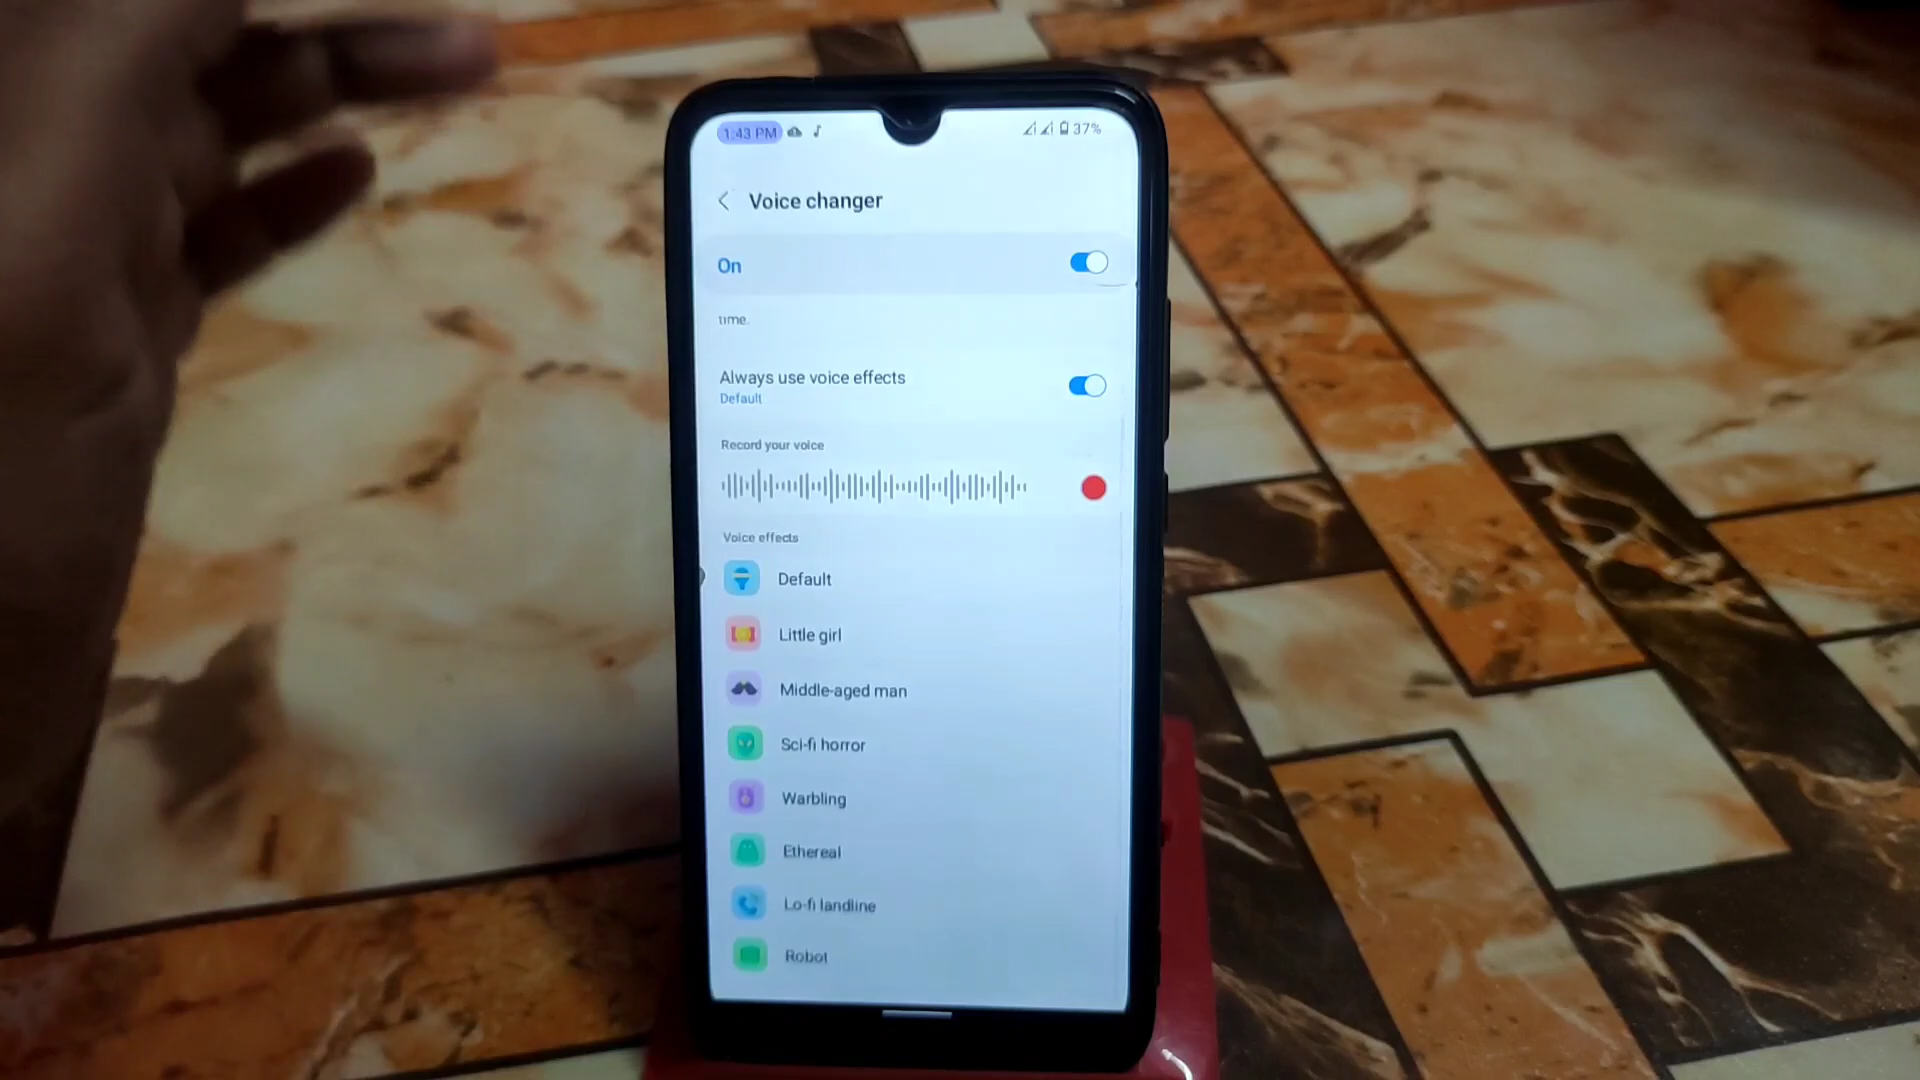 1:43 PM 37%
Voice changer
On
time.
Always use voice effects
Default
Record your voice
Voice effects
Default
Little girl
Middle-aged man
Sci-fi horror
Warbling
Ethereal
Lo-fi landline
Robot